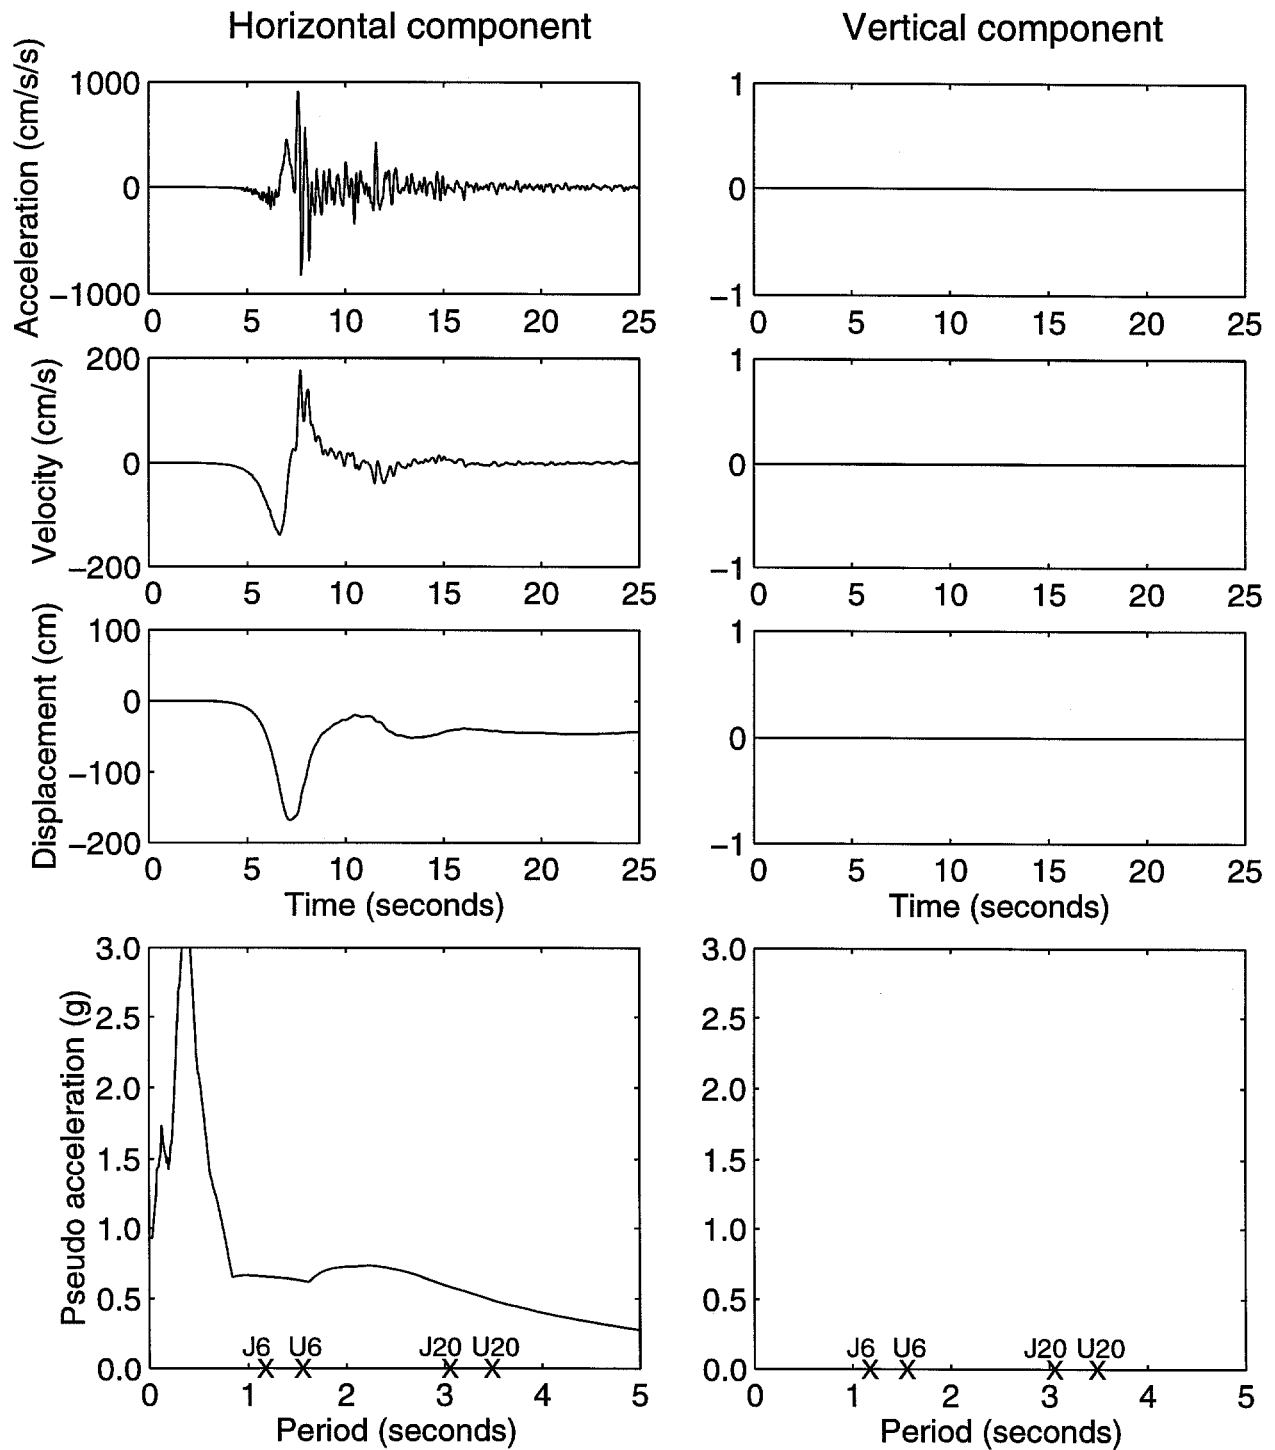 Horizontal component
Vertical component
Acceleration (cm/s/s)
1000
0
−1000
0 5 10 15 20 25
1
0
−1
0 5 10 15 20 25
Velocity (cm/s)
200
0
−200
0 5 10 15 20 25
1
0
−1
0 5 10 15 20 25
Displacement (cm)
100
0
−100
−200
0 5 10 15 20 25
Time (seconds)
1
0
−1
0 5 10 15 20 25
Time (seconds)
Pseudo acceleration (g)
3.0
2.5
2.0
1.5
1.0
0.5
0.0
J6 U6 J20 U20
0 1 2 3 4 5
Period (seconds)
3.0
2.5
2.0
1.5
1.0
0.5
0.0
J6 U6 J20 U20
0 1 2 3 4 5
Period (seconds)